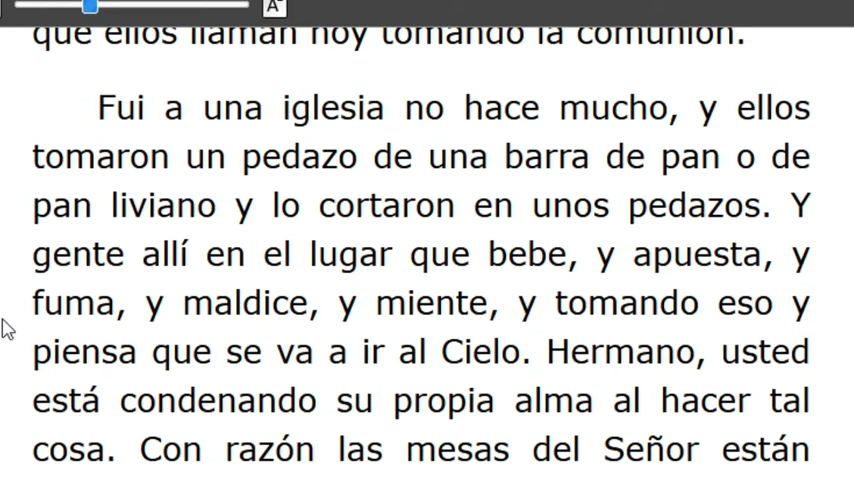 A
que ellos llaman hoy tomando la comunión.
Fui a una iglesia no hace mucho, y ellos
tomaron un pedazo de una barra de pan o de
pan liviano y lo cortaron en unos pedazos. Y
gente allí en el lugar que bebe, y apuesta, y
fuma, y maldice, y miente, y tomando eso y
piensa que se va a ir al Cielo. Hermano, usted
está condenando su propia alma al hacer tal
cosa. Con razón las mesas del Señor están